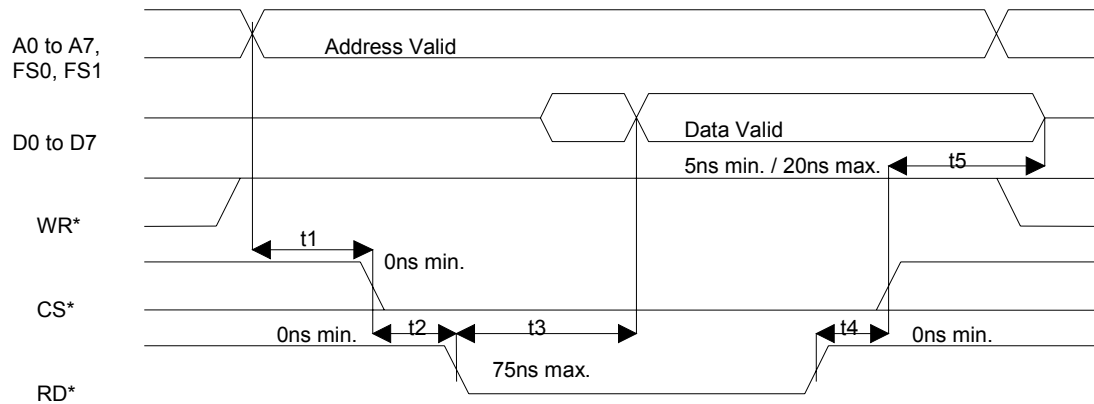 A0 to A7,
FS0, FS1
Address Valid
D0 to D7
Data Valid
5ns min. / 20ns max.
t5
WR*
t1
0ns min.
CS*
0ns min.
t2
t3
t4
0ns min.
75ns max.
RD*